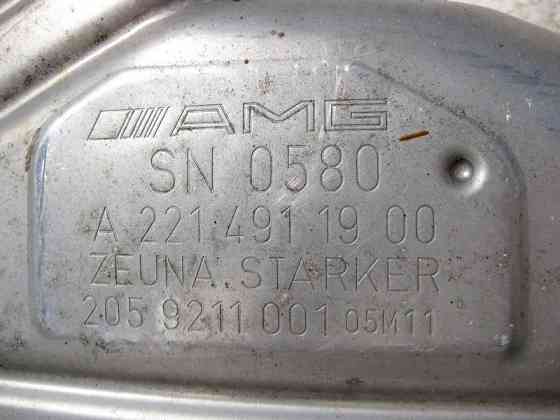 AMG
SN 0580
A 221 491 19 00
ZEUNA STARKER
205 9211 001 05M11